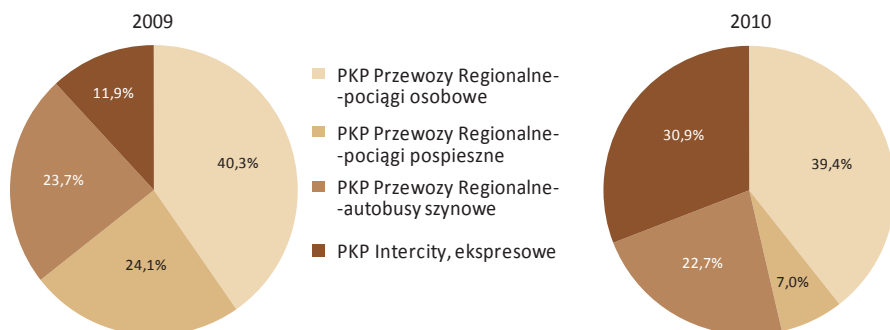 2009
2010
11,9%
40,3%
23,7%
24,1%
PKP Przewozy Regionalne-
-pociągi osobowe
PKP Przewozy Regionalne-
-pociągi pospieszne
PKP Przewozy Regionalne-
-autobusy szynowe
PKP Intercity, ekspresowe
30,9%
39,4%
22,7%
7,0%